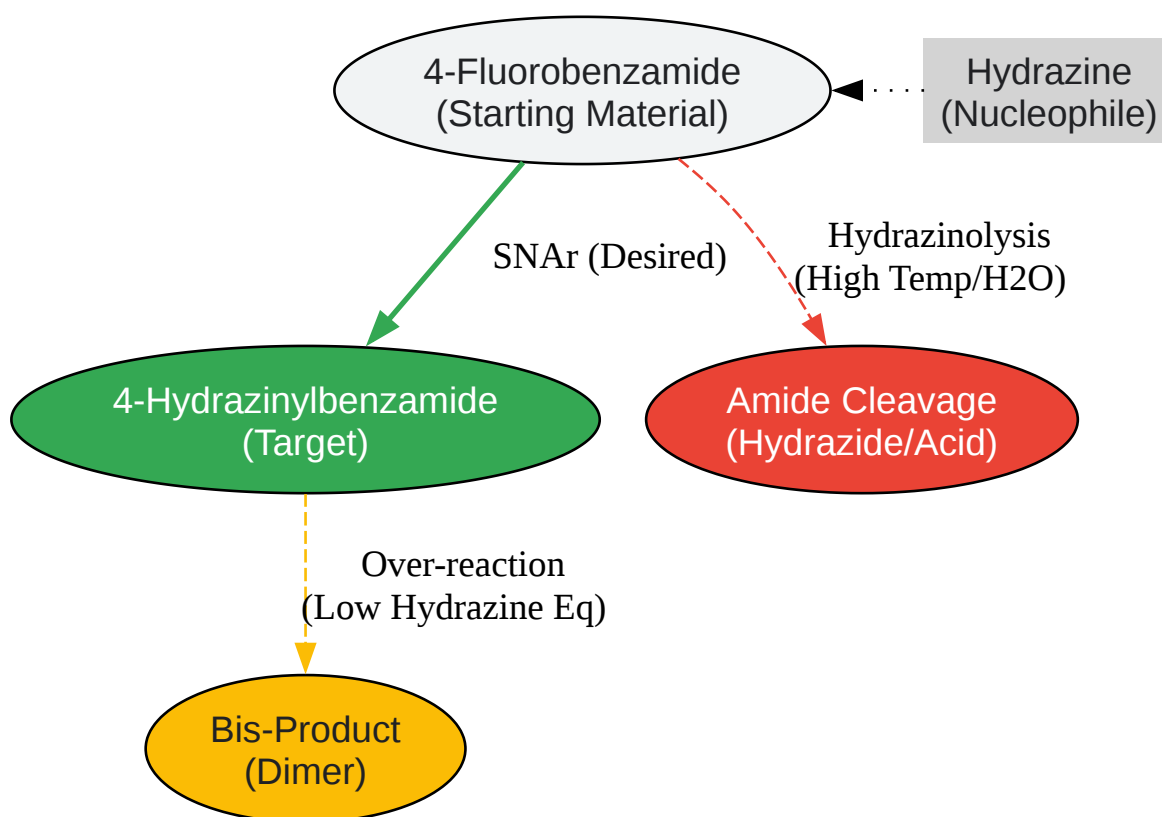 4-Fluorobenzamide
(Starting Material)
Hydrazine
(Nucleophile)
SNAr (Desired)
Hydrazinolysis
(High Temp/H2O)
4-Hydrazinylbenzamide
(Target)
Amide Cleavage
(Hydrazide/Acid)
Over-reaction
(Low Hydrazine Eq)
Bis-Product
(Dimer)